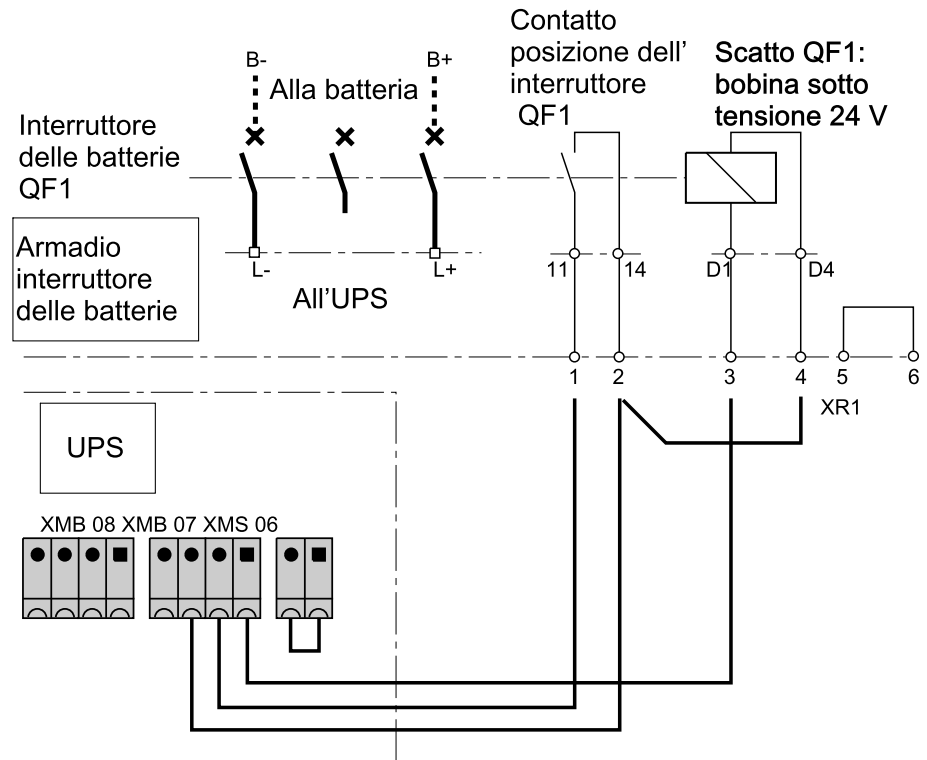 Contatto
posizione dell'
interruttore
QF1
Scatto QF1:
bobina sotto
tensione 24 V
B-
B+
Alla batteria
Interruttore
delle batterie
QF1
Armadio
interruttore
delle batterie
L-
L+
All'UPS
11
14
D1
D4
1
2
3
4
5
6
XR1
UPS
XMB 08 XMB 07 XMS 06